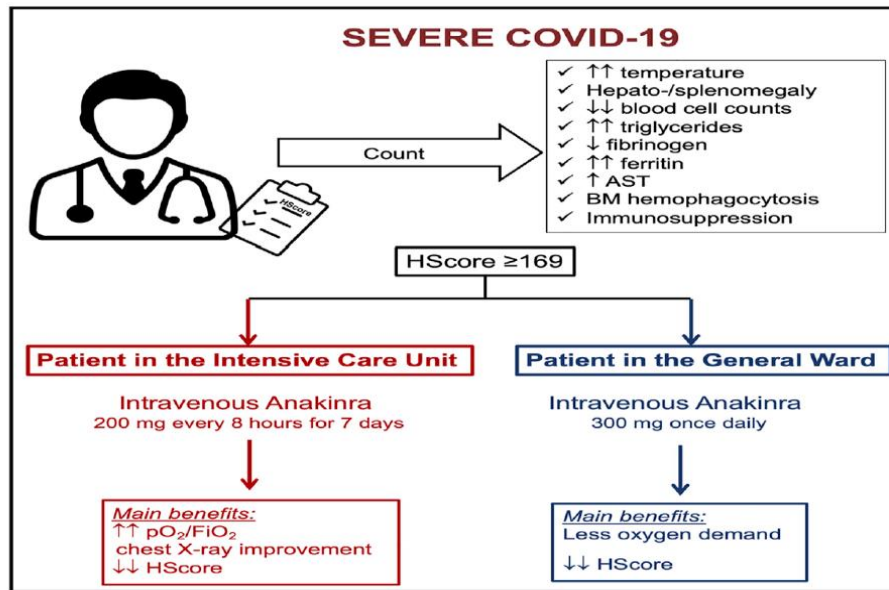 SEVERE COVID-19
✓ ↑↑ temperature
✓ Hepato-/splenomegaly
✓ ↓↓ blood cell counts
✓ ↑↑ triglycerides
✓ ↓ fibrinogen
✓ ↑↑ ferritin
✓ ↑ AST
✓ BM hemophagocytosis
✓ Immunosuppression
Count
HScore
HScore ≥169
Patient in the Intensive Care Unit
Intravenous Anakinra
200 mg every 8 hours for 7 days
Main benefits:
↑↑ pO₂/FiO₂
chest X-ray improvement
↓↓ HScore
Patient in the General Ward
Intravenous Anakinra
300 mg once daily
Main benefits:
Less oxygen demand
↓↓ HScore